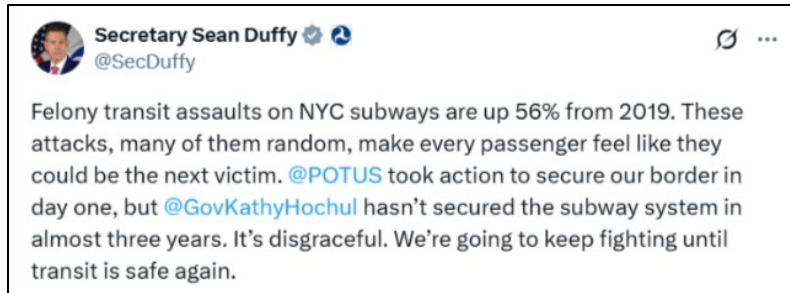 Secretary Sean Duffy
@SecDuffy
Felony transit assaults on NYC subways are up 56% from 2019. These
attacks, many of them random, make every passenger feel like they
could be the next victim. @POTUS took action to secure our border in
day one, but @GovKathyHochul hasn't secured the subway system in
almost three years. It's disgraceful. We're going to keep fighting until
transit is safe again.